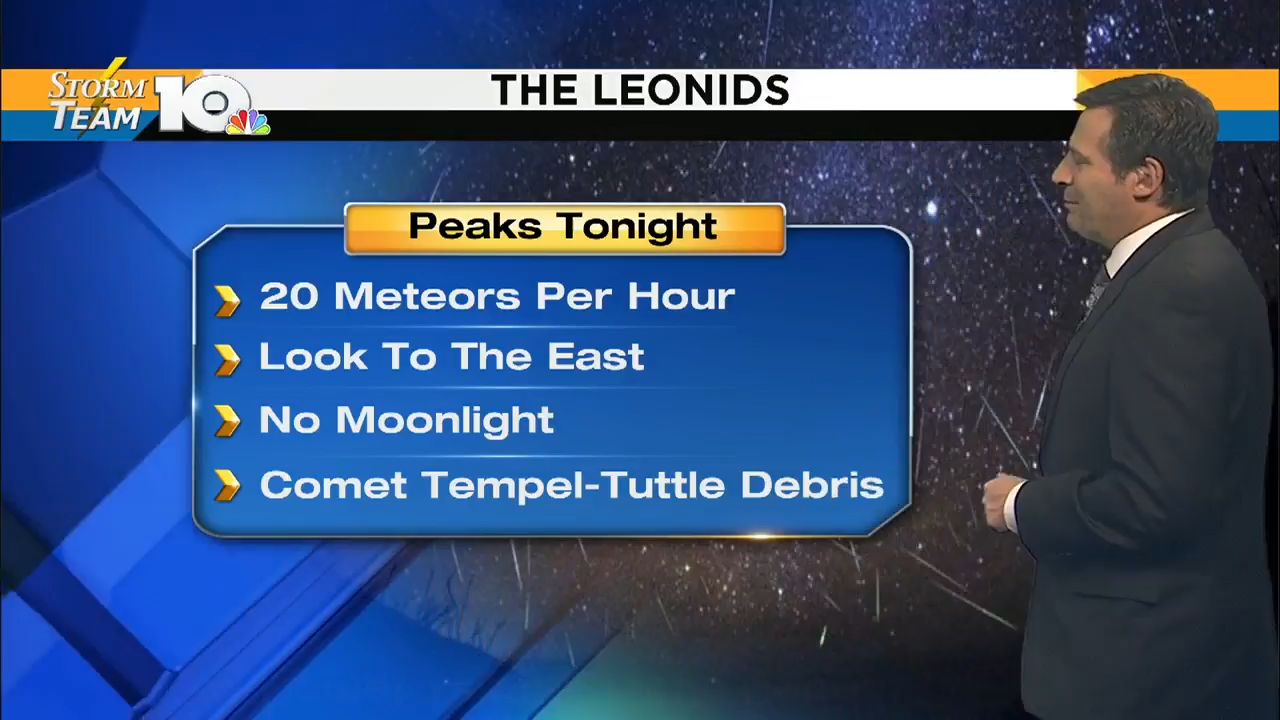 STORM
TEAM 10
THE LEONIDS
Peaks Tonight
20 Meteors Per Hour
Look To The East
No Moonlight
Comet Tempel-Tuttle Debris